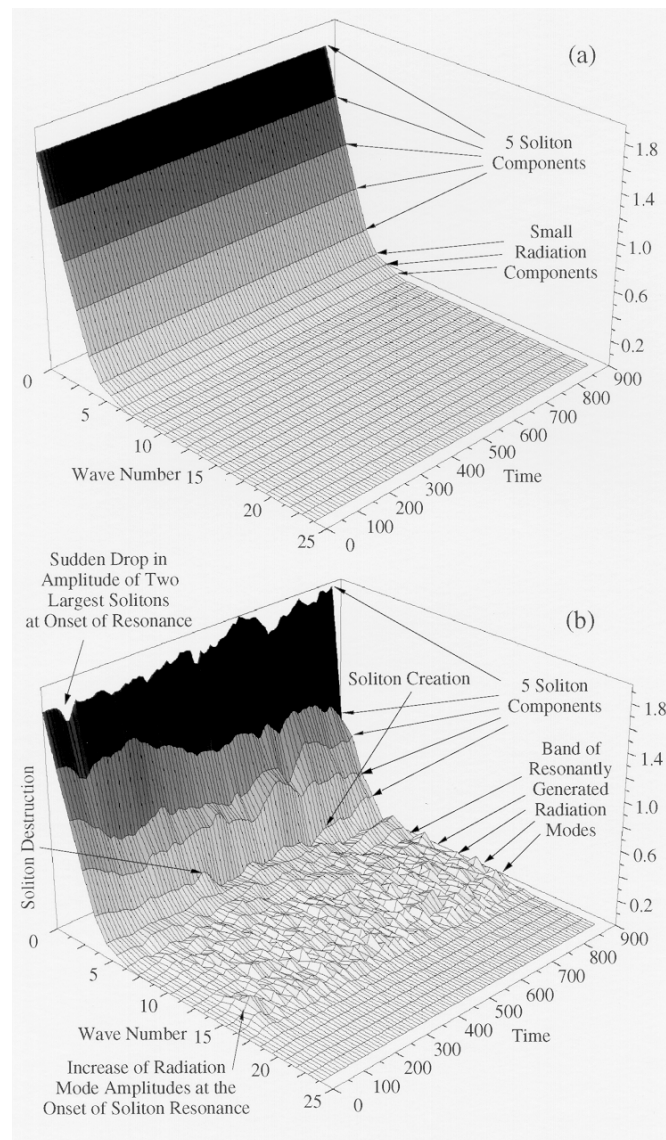 (a)
5 Soliton
Components
Small
Radiation
Components
1.8
1.4
1.0
0.6
0.2
0
5
10
15
20
25
Wave Number
0
100
200
300
400
500
600
700
800
900
Time
Sudden Drop in
Amplitude of Two
Largest Solitons
at Onset of Resonance
(b)
Soliton Creation
5 Soliton
Components
Band of
Resonantly
Generated
Radiation
Modes
Soliton Destruction
1.8
1.4
1.0
0.6
0.2
0
5
10
15
20
25
Wave Number
0
100
200
300
400
500
600
700
800
900
Time
Increase of Radiation
Mode Amplitudes at the
Onset of Soliton Resonance